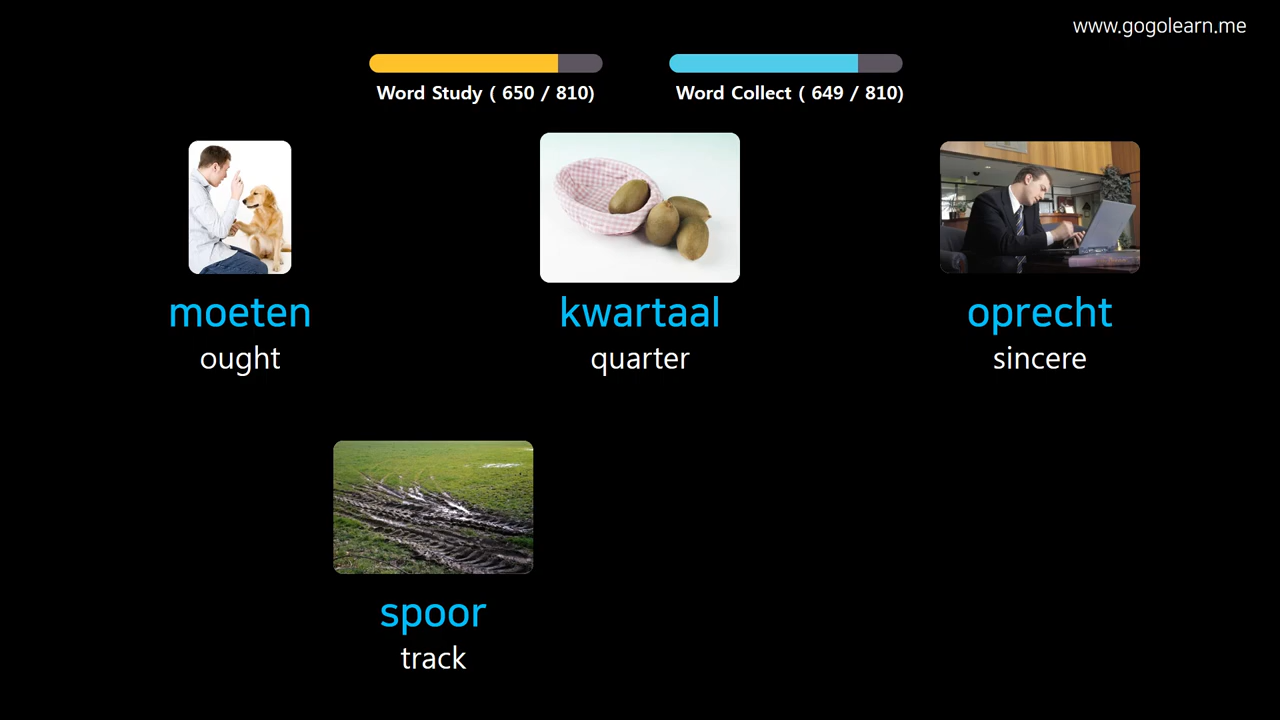 www.gogolearn.me
Word Study ( 650 / 810)
Word Collect ( 649 / 810)
moeten
ought
kwartaal
quarter
oprecht
sincere
spoor
track